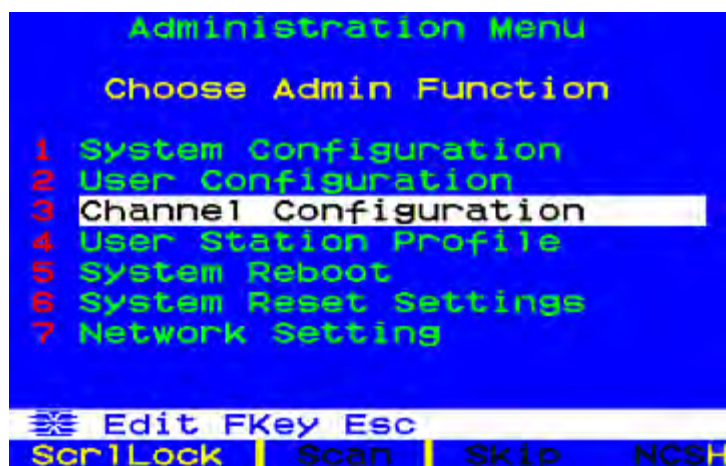 Administration Menu
Choose Admin Function
1 System Configuration
2 User Configuration
3 Channel Configuration
4 User Station Profile
5 System Reboot
6 System Reset Settings
7 Network Setting
Edit FKey Esc
ScrlLock Scan Skip NCSH